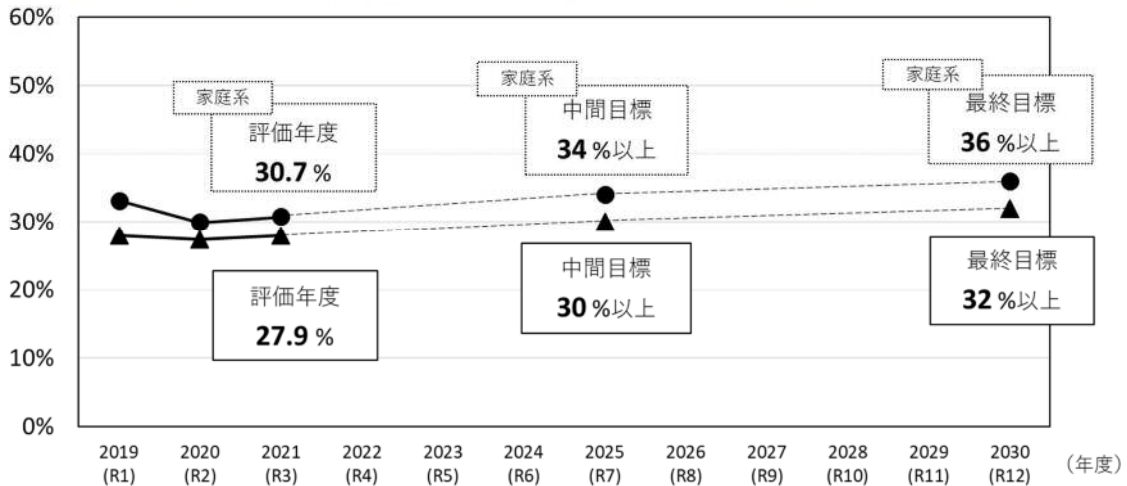 60%
50%
40%
30%
20%
10%
0%
家庭系
評価年度
30.7 %
家庭系
中間目標
34 %以上
家庭系
最終目標
36 %以上
評価年度
27.9 %
中間目標
30 %以上
最終目標
32 %以上
2019 2020 2021 2022 2023 2024 2025 2026 2027 2028 2029 2030
(R1) (R2) (R3) (R4) (R5) (R6) (R7) (R8) (R9) (R10) (R11) (R12)
（年度）